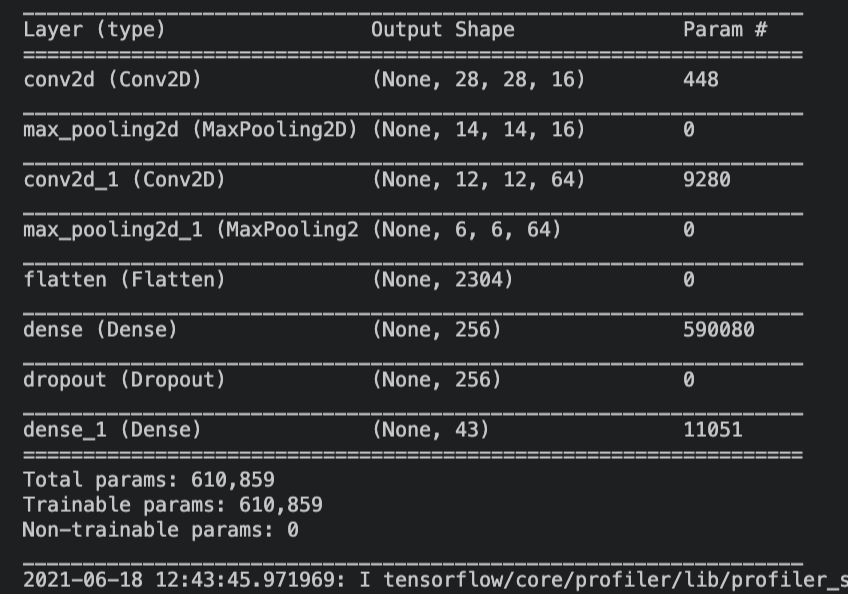 Layer (type) Output Shape Param #
conv2d (Conv2D) (None, 28, 28, 16) 448
max_pooling2d (MaxPooling2D) (None, 14, 14, 16) 0
conv2d_1 (Conv2D) (None, 12, 12, 64) 9280
max_pooling2d_1 (MaxPooling2 (None, 6, 6, 64) 0
flatten (Flatten) (None, 2304) 0
dense (Dense) (None, 256) 590080
dropout (Dropout) (None, 256) 0
dense_1 (Dense) (None, 43) 11051
Total params: 610,859
Trainable params: 610,859
Non-trainable params: 0
2021-06-18 12:43:45.971969: I tensorflow/core/profiler/lib/profiler_s